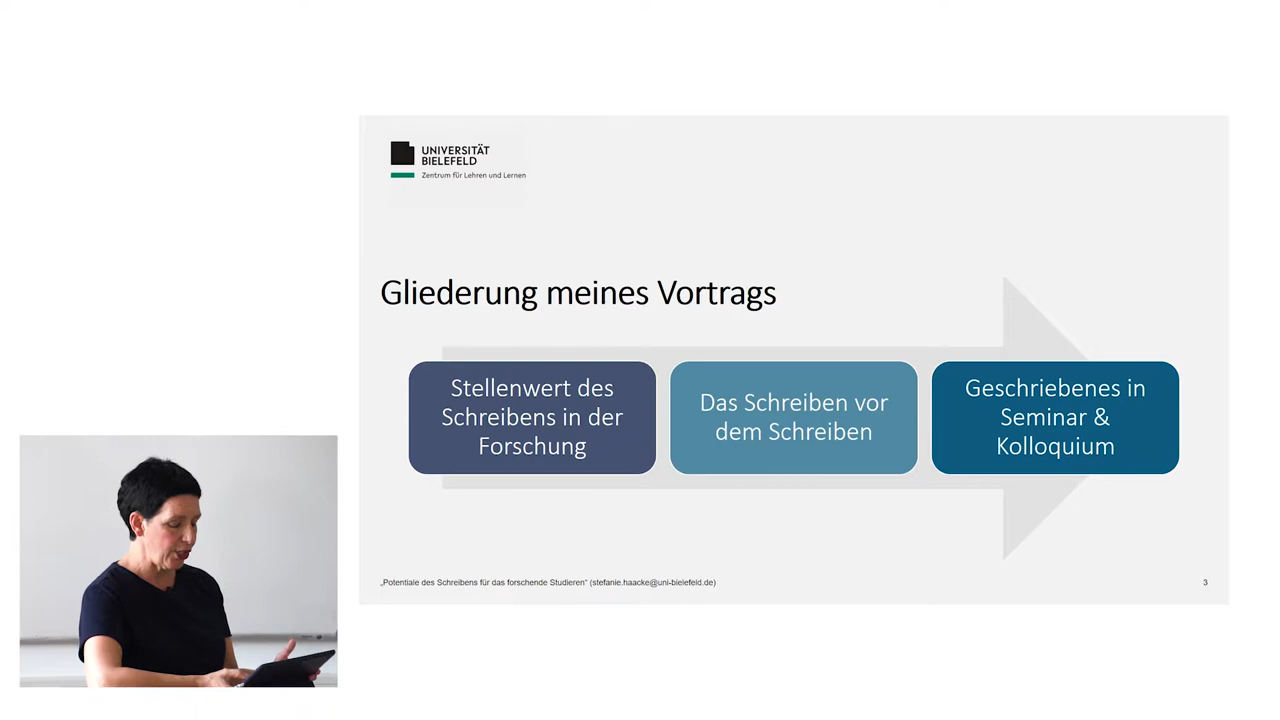 UNIVERSITÄT
BIELEFELD
Zentrum für Lehren und Lernen
Gliederung meines Vortrags
Stellenwert des
Schreibens in der
Forschung
Das Schreiben vor
dem Schreiben
Geschriebenes in
Seminar &
Kolloquium
„Potentiale des Schreibens für das forschende Studieren“ (stefanie.haacke@uni-bielefeld.de)
3